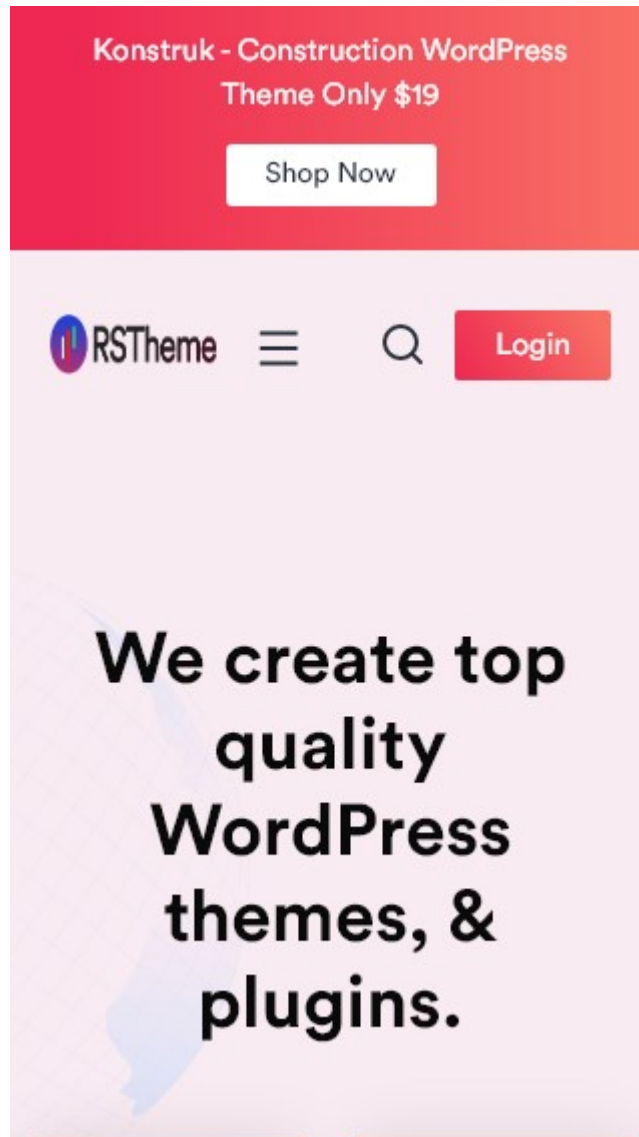 Konstruk - Construction WordPress
Theme Only $19
Shop Now
RSTheme
Login
We create top
quality
WordPress
themes, &
plugins.